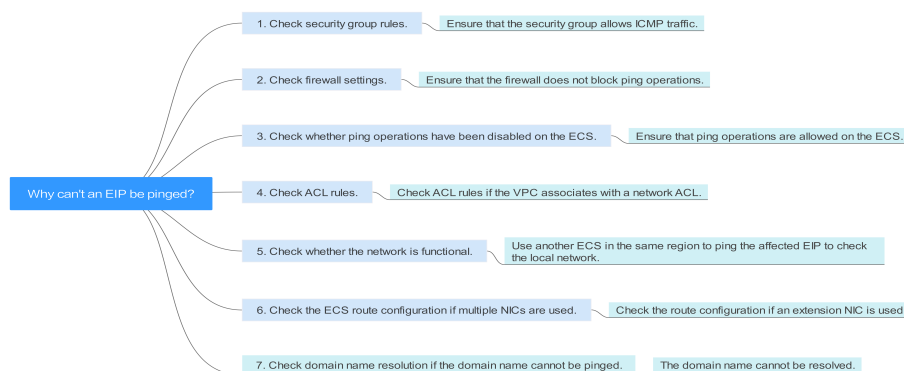 1. Check security group rules.
Ensure that the security group allows ICMP traffic.
2. Check firewall settings.
Ensure that the firewall does not block ping operations.
3. Check whether ping operations have been disabled on the ECS.
Ensure that ping operations are allowed on the ECS.
Why can't an EIP be pinged?
4. Check ACL rules.
Check ACL rules if the VPC associates with a network ACL.
5. Check whether the network is functional.
Use another ECS in the same region to ping the affected EIP to check
the local network.
6. Check the ECS route configuration if multiple NICs are used.
Check the route configuration if an extension NIC is used
7. Check domain name resolution if the domain name cannot be pinged.
The domain name cannot be resolved.